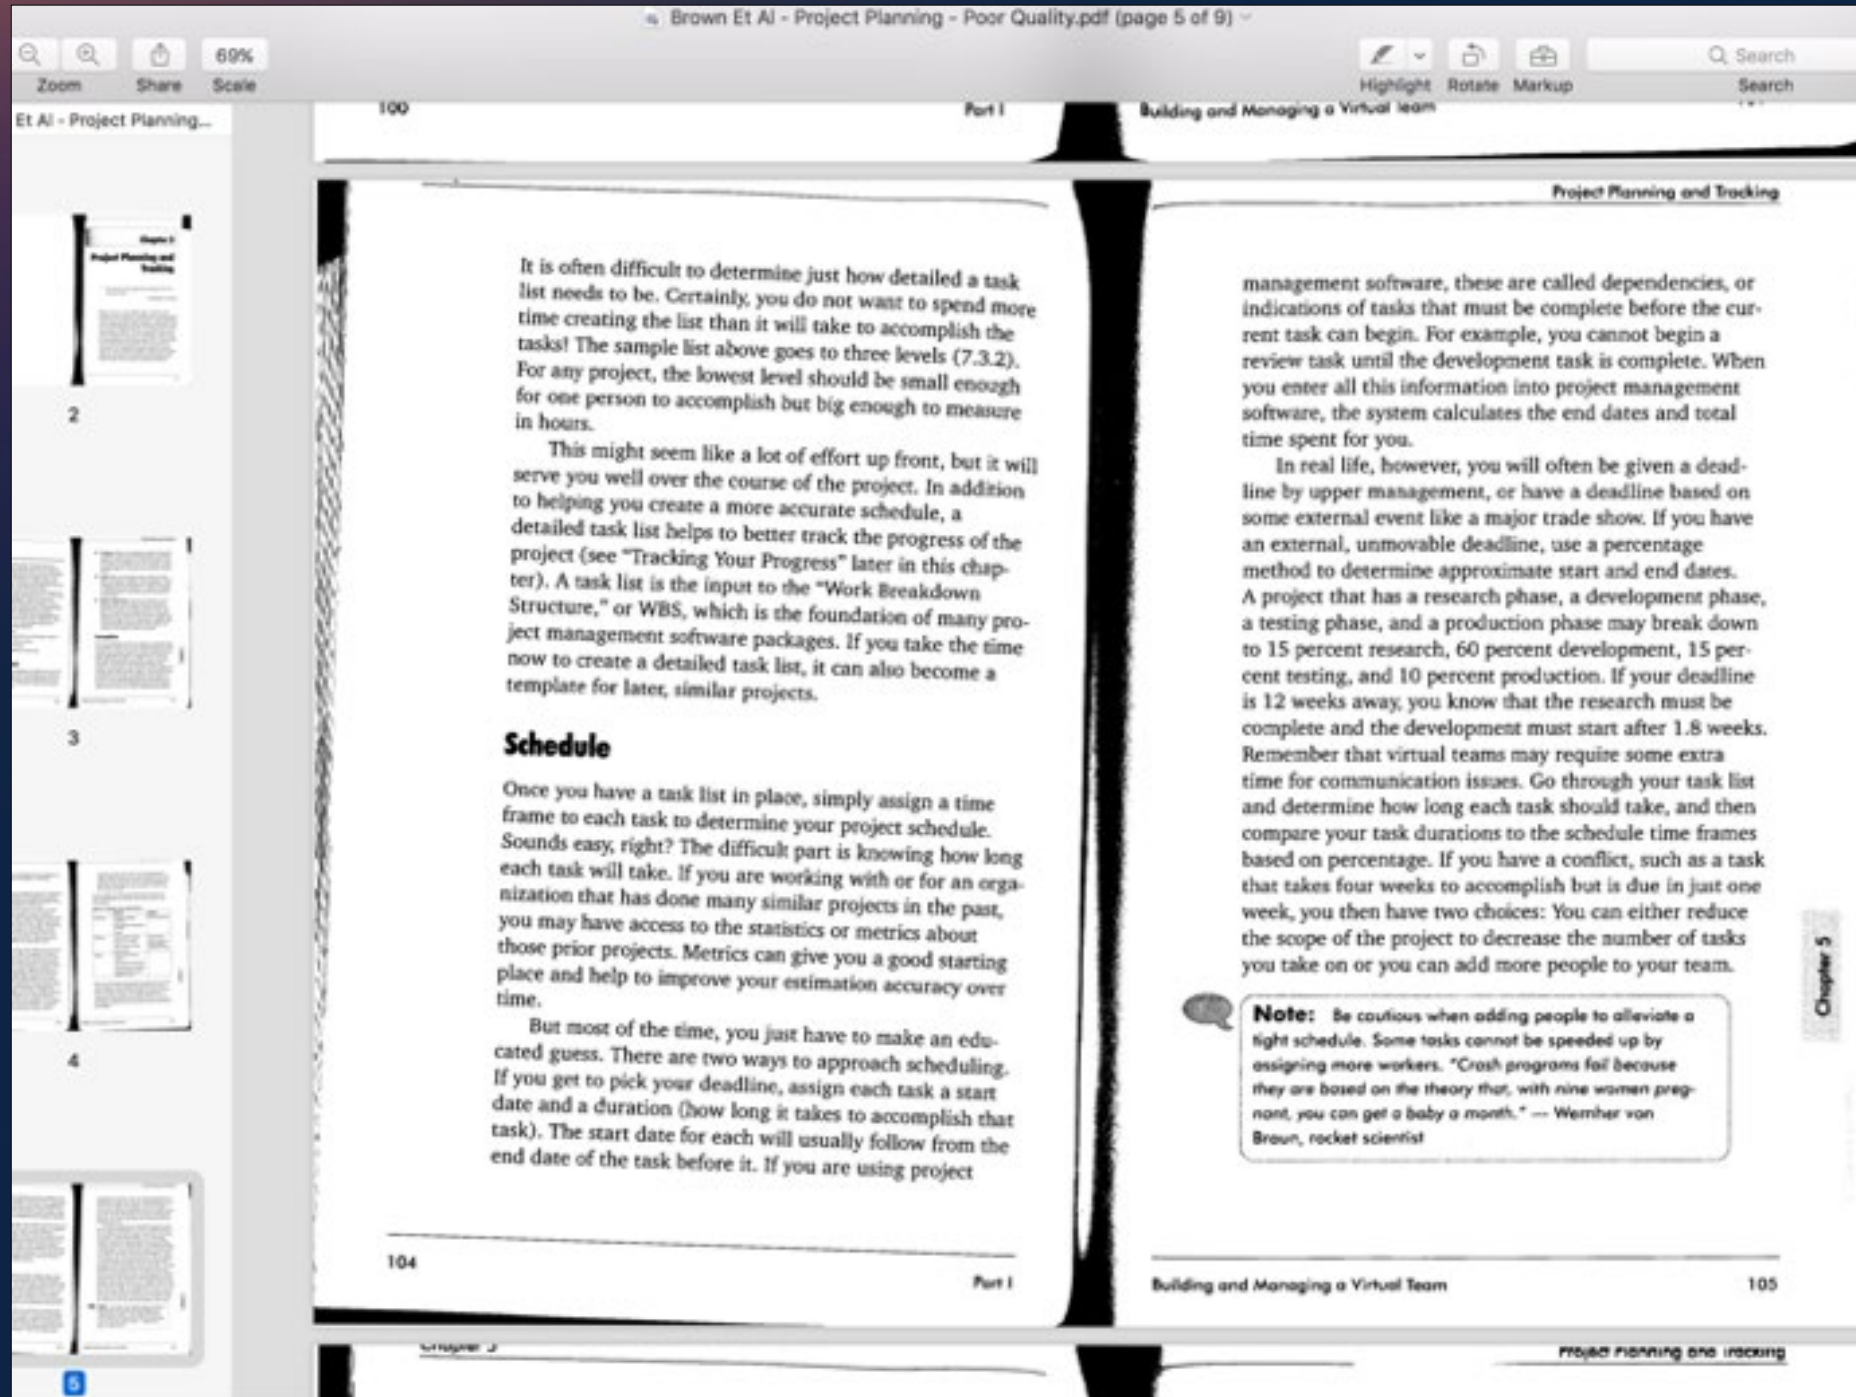 Brown Et Al - Project Planning - Poor Quality.pdf (page 5 of 9)
69%
Search
Zoom
Share
Scale
Highlight
Rotate
Markup
Search
Et Al - Project Planning...
Chapter 5
Project Planning and
Tracking
2
3
4
5
100
Part I
Building and Managing a Virtual Team
It is often difficult to determine just how detailed a task
list needs to be. Certainly, you do not want to spend more
time creating the list than it will take to accomplish the
tasks! The sample list above goes to three levels (7.3.2).
For any project, the lowest level should be small enough
for one person to accomplish but big enough to measure
in hours.
This might seem like a lot of effort up front, but it will
serve you well over the course of the project. In addition
to helping you create a more accurate schedule, a
detailed task list helps to better track the progress of the
project (see "Tracking Your Progress" later in this chap-
ter). A task list is the input to the "Work Breakdown
Structure," or WBS, which is the foundation of many pro-
ject management software packages. If you take the time
now to create a detailed task list, it can also become a
template for later, similar projects.
Schedule
Once you have a task list in place, simply assign a time
frame to each task to determine your project schedule.
Sounds easy, right? The difficult part is knowing how long
each task will take. If you are working with or for an orga-
nization that has done many similar projects in the past,
you may have access to the statistics or metrics about
those prior projects. Metrics can give you a good starting
place and help to improve your estimation accuracy over
time.
But most of the time, you just have to make an edu-
cated guess. There are two ways to approach scheduling.
If you get to pick your deadline, assign each task a start
date and a duration (how long it takes to accomplish that
task). The start date for each will usually follow from the
end date of the task before it. If you are using project
104
Part I
Project Planning and Tracking
management software, these are called dependencies, or
indications of tasks that must be complete before the cur-
rent task can begin. For example, you cannot begin a
review task until the development task is complete. When
you enter all this information into project management
software, the system calculates the end dates and total
time spent for you.
In real life, however, you will often be given a dead-
line by upper management, or have a deadline based on
some external event like a major trade show. If you have
an external, unmovable deadline, use a percentage
method to determine approximate start and end dates.
A project that has a research phase, a development phase,
a testing phase, and a production phase may break down
to 15 percent research, 60 percent development, 15 per-
cent testing, and 10 percent production. If your deadline
is 12 weeks away, you know that the research must be
complete and the development must start after 1.8 weeks.
Remember that virtual teams may require some extra
time for communication issues. Go through your task list
and determine how long each task should take, and then
compare your task durations to the schedule time frames
based on percentage. If you have a conflict, such as a task
that takes four weeks to accomplish but is due in just one
week, you then have two choices: You can either reduce
the scope of the project to decrease the number of tasks
you take on or you can add more people to your team.
Note: Be cautious when adding people to alleviate a
tight schedule. Some tasks cannot be speeded up by
assigning more workers. "Crash programs fail because
they are based on the theory that, with nine women preg-
nant, you can get a baby a month." — Wernher von
Braun, rocket scientist
Chapter 5
Building and Managing a Virtual Team
105
Chapter 5
Project Planning and Tracking